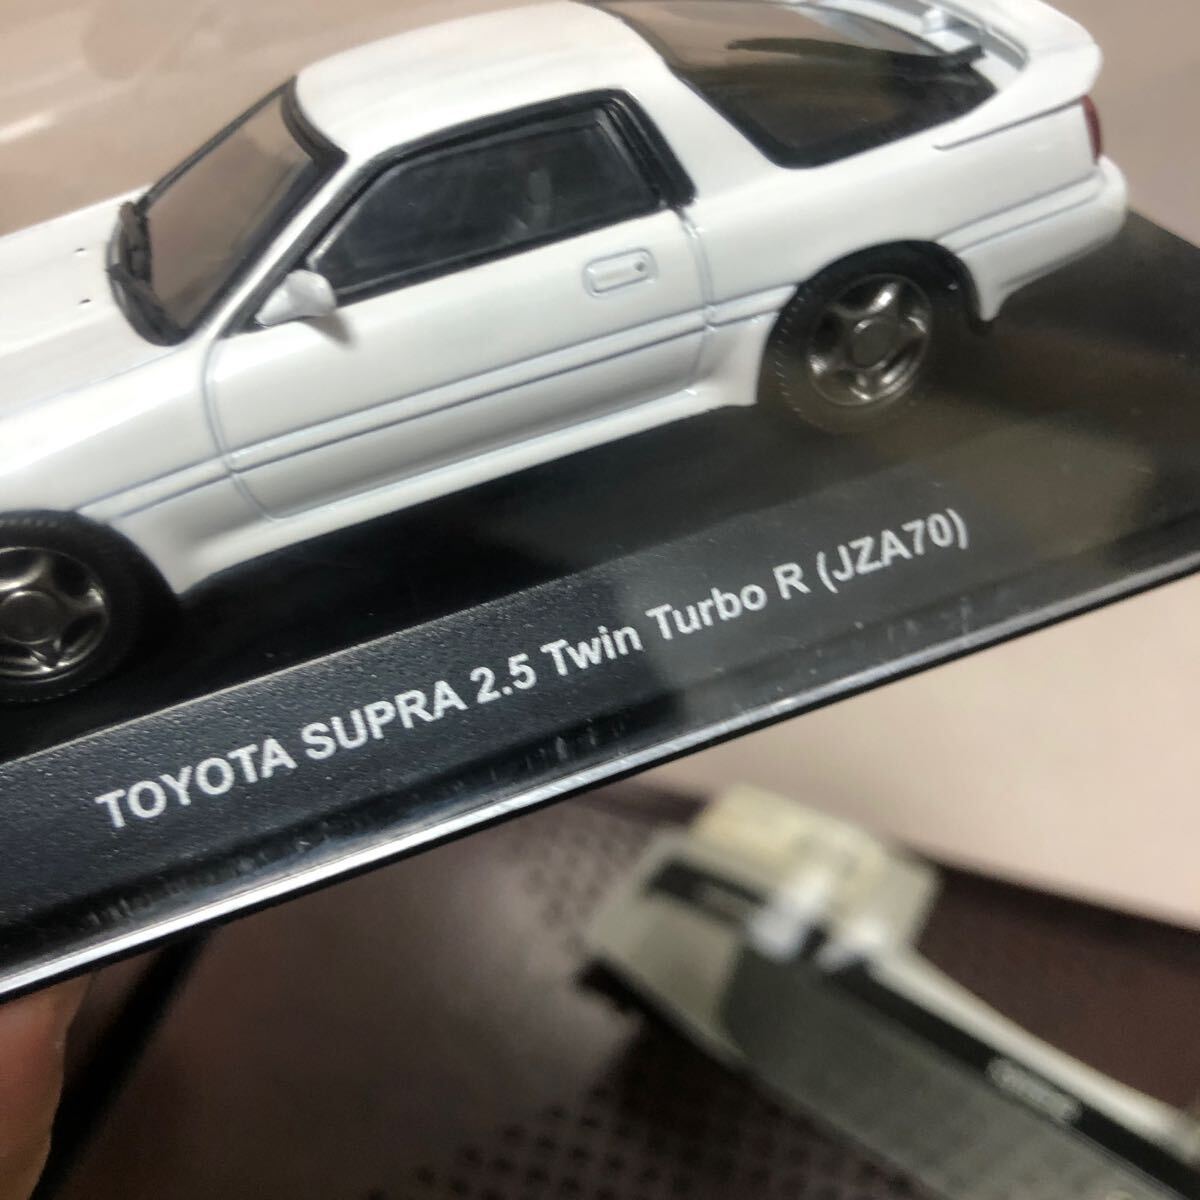 TOYOTA SUPRA 2.5 Twin Turbo R (JZA70)